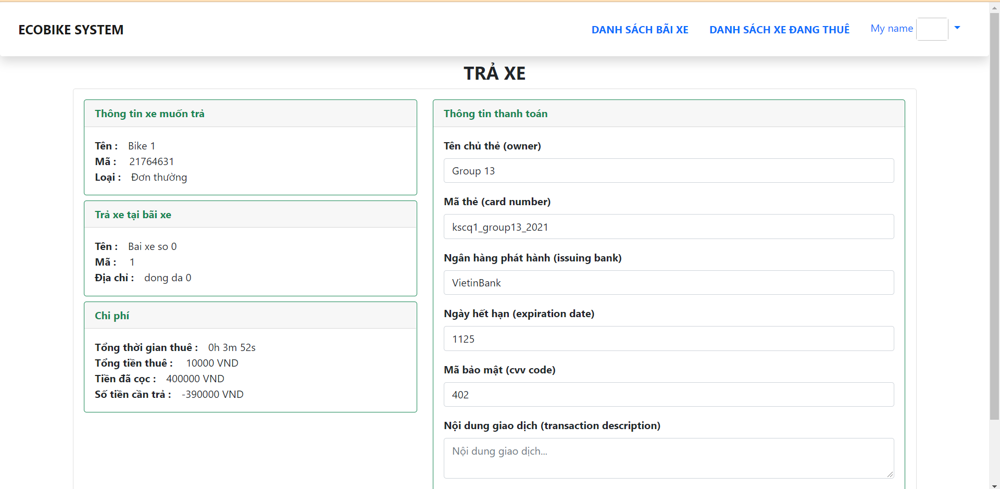 ECOBIKE SYSTEM
DANH SÁCH BÃI XE
DANH SÁCH XE ĐANG THUÊ
My name
TRẢ XE
Thông tin xe muốn trả
Tên : Bike 1
Mã : 21764631
Loại : Đơn thường
Trả xe tại bãi xe
Tên : Bai xe so 0
Mã : 1
Địa chỉ : dong da 0
Chi phí
Tổng thời gian thuê : 0h 3m 52s
Tổng tiền thuê : 10000 VND
Tiền đã cọc : 400000 VND
Số tiền cần trả : -390000 VND
Thông tin thanh toán
Tên chủ thẻ (owner)
Group 13
Mã thẻ (card number)
kscq1_group13_2021
Ngân hàng phát hành (issuing bank)
VietinBank
Ngày hết hạn (expiration date)
1125
Mã bảo mật (cvv code)
402
Nội dung giao dịch (transaction description)
Nội dung giao dịch...